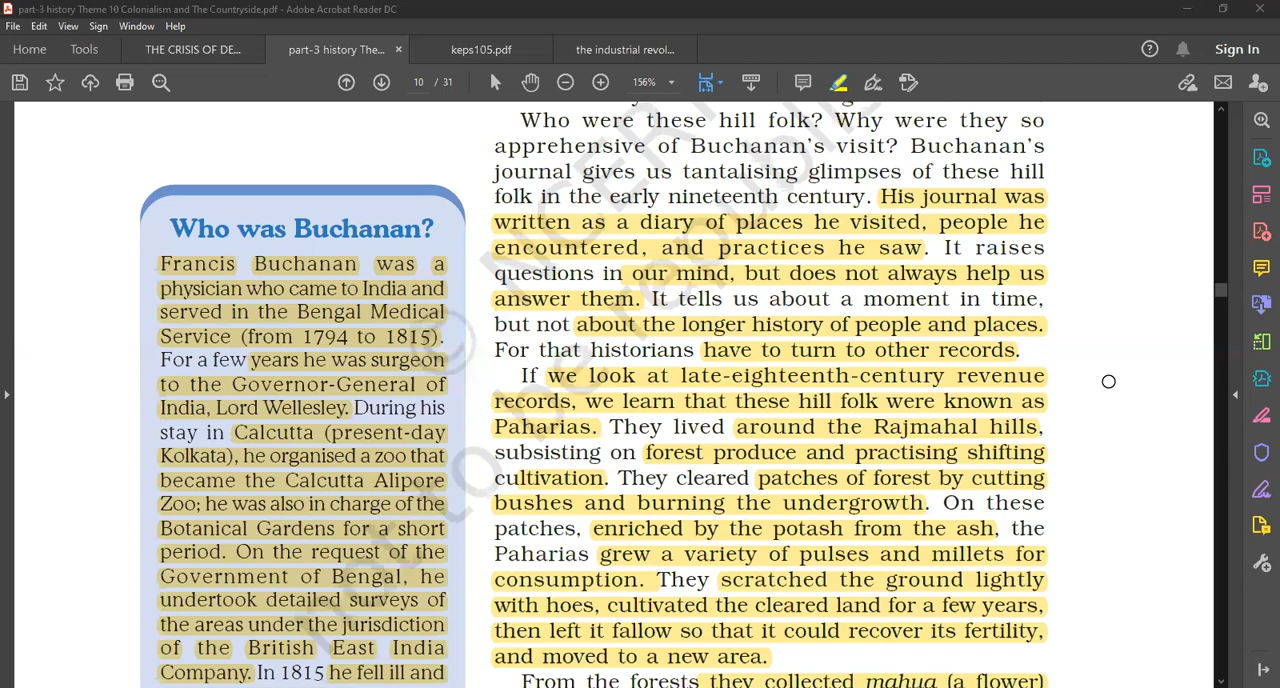 part-3 history Theme 10 Colonialism and The Countryside.pdf - Adobe Acrobat Reader DC
File Edit View Sign Window Help
Home Tools THE CRISIS OF DE... part-3 history The... × keps105.pdf the industrial revol... Sign In
10 / 31 156%
Who were these hill folk? Why were they so
apprehensive of Buchanan's visit? Buchanan's
journal gives us tantalising glimpses of these hill
folk in the early nineteenth century. His journal was
written as a diary of places he visited, people he
encountered, and practices he saw. It raises
questions in our mind, but does not always help us
answer them. It tells us about a moment in time,
but not about the longer history of people and places.
For that historians have to turn to other records.
If we look at late-eighteenth-century revenue
records, we learn that these hill folk were known as
Paharias. They lived around the Rajmahal hills,
subsisting on forest produce and practising shifting
cultivation. They cleared patches of forest by cutting
bushes and burning the undergrowth. On these
patches, enriched by the potash from the ash, the
Paharias grew a variety of pulses and millets for
consumption. They scratched the ground lightly
with hoes, cultivated the cleared land for a few years,
then left it fallow so that it could recover its fertility,
and moved to a new area.
From the forests they collected mahua (a flower)
Who was Buchanan?
Francis Buchanan was a
physician who came to India and
served in the Bengal Medical
Service (from 1794 to 1815).
For a few years he was surgeon
to the Governor-General of
India, Lord Wellesley. During his
stay in Calcutta (present-day
Kolkata), he organised a zoo that
became the Calcutta Alipore
Zoo; he was also in charge of the
Botanical Gardens for a short
period. On the request of the
Government of Bengal, he
undertook detailed surveys of
the areas under the jurisdiction
of the British East India
Company. In 1815 he fell ill and
© NCERT
not to be republi